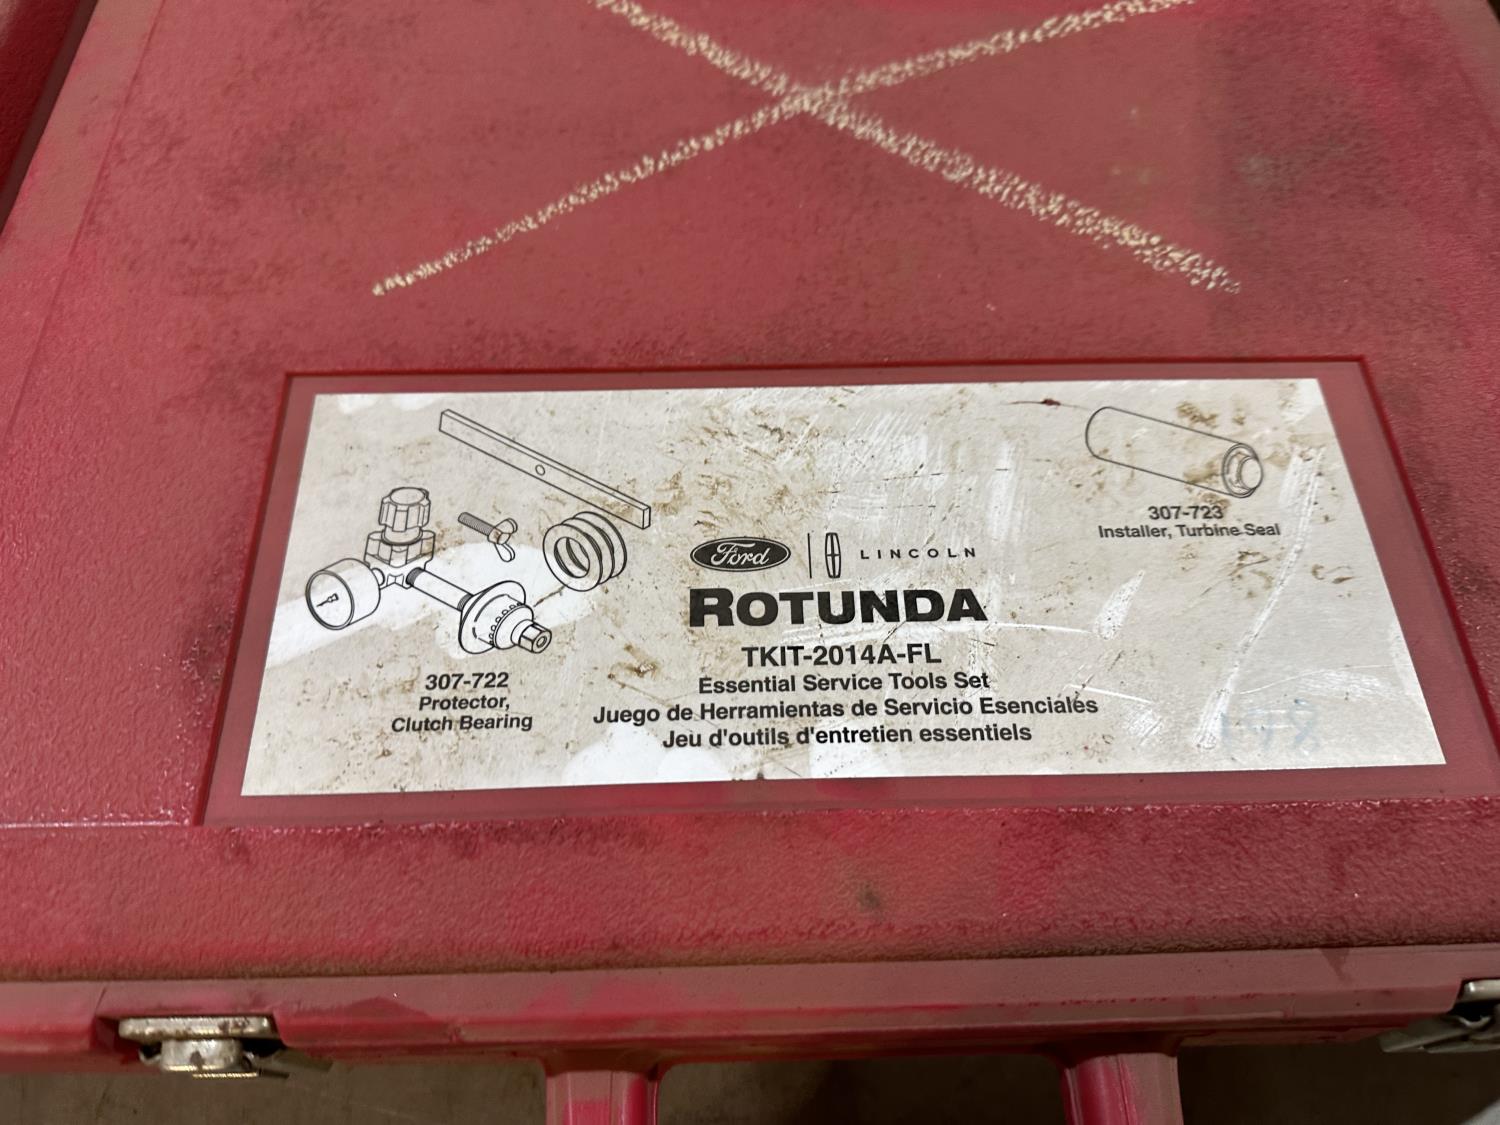 307-723
Installer, Turbine Seal
Ford
LINCOLN
ROTUNDA
TKIT-2014A-FL
Essential Service Tools Set
Juego de Herramientas de Servicio Esenciales
Jeu d'outils d'entretien essentiels
307-722
Protector,
Clutch Bearing